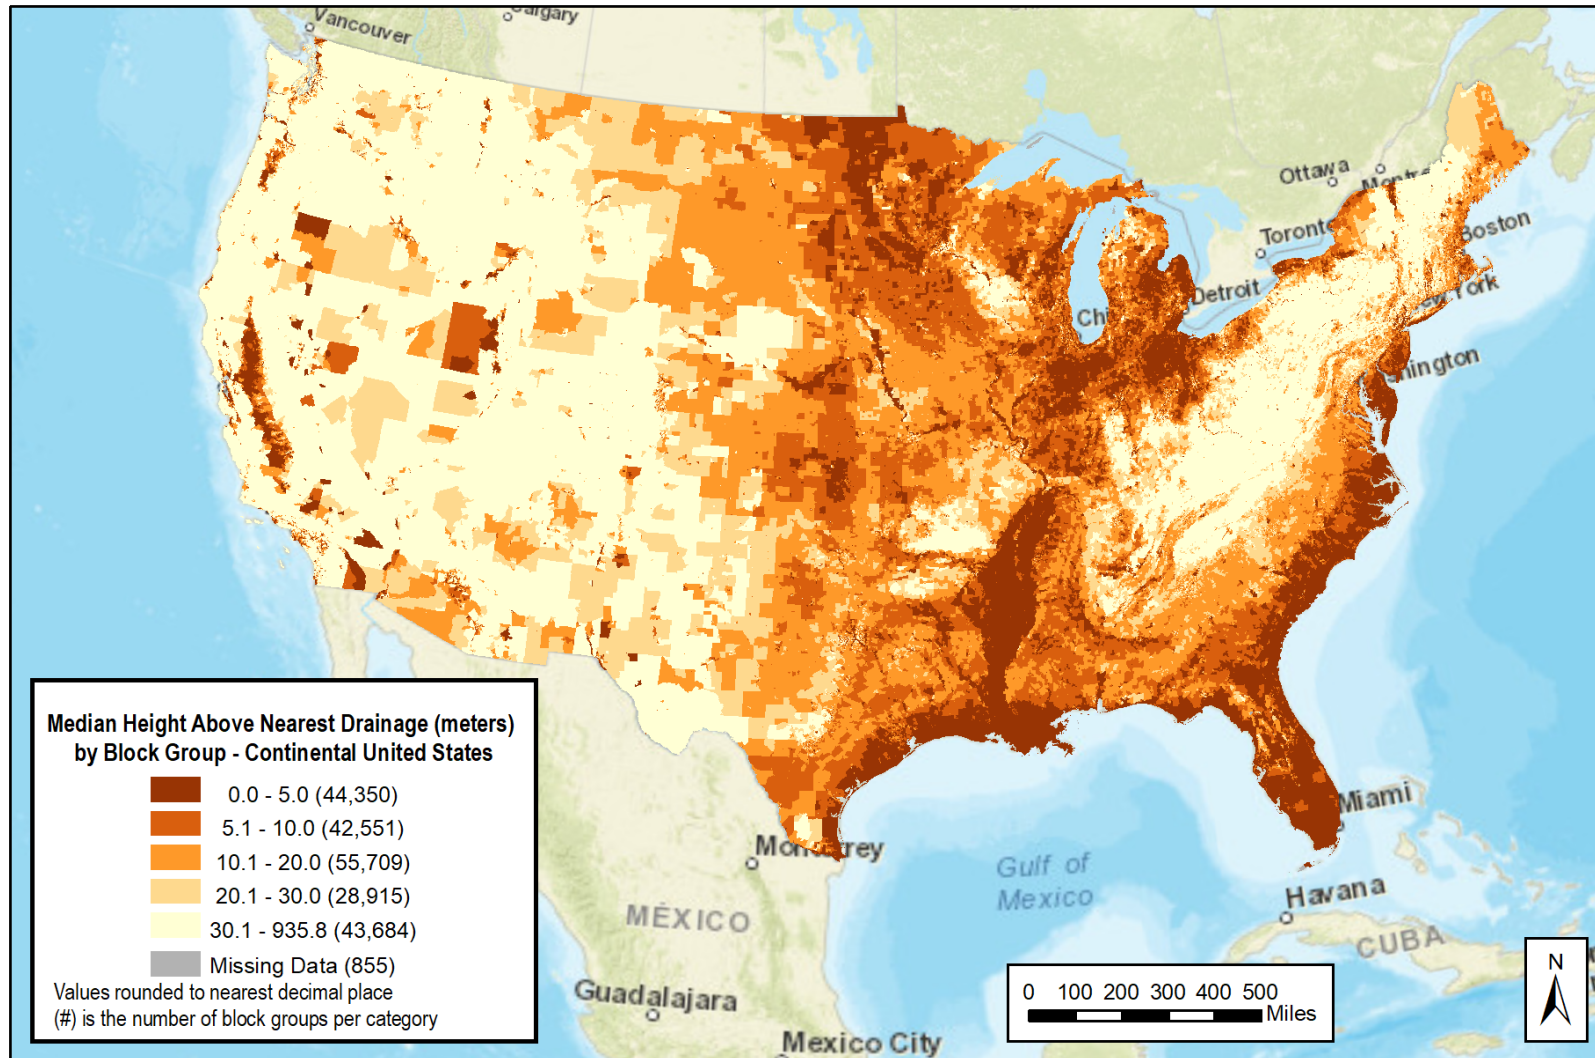 Vancouver
Calgary
Ottawa
Toronto
Boston
Detroit
Miami
Monterrey
Gulf of
Mexico
Havana
MÉXICO
CUBA
Guadalajara
Mexico City
Median Height Above Nearest Drainage (meters)
by Block Group - Continental United States
0.0 - 5.0 (44,350)
5.1 - 10.0 (42,551)
10.1 - 20.0 (55,709)
20.1 - 30.0 (28,915)
30.1 - 935.8 (43,684)
Missing Data (855)
Values rounded to nearest decimal place
(#) is the number of block groups per category
0 100 200 300 400 500
Miles
N